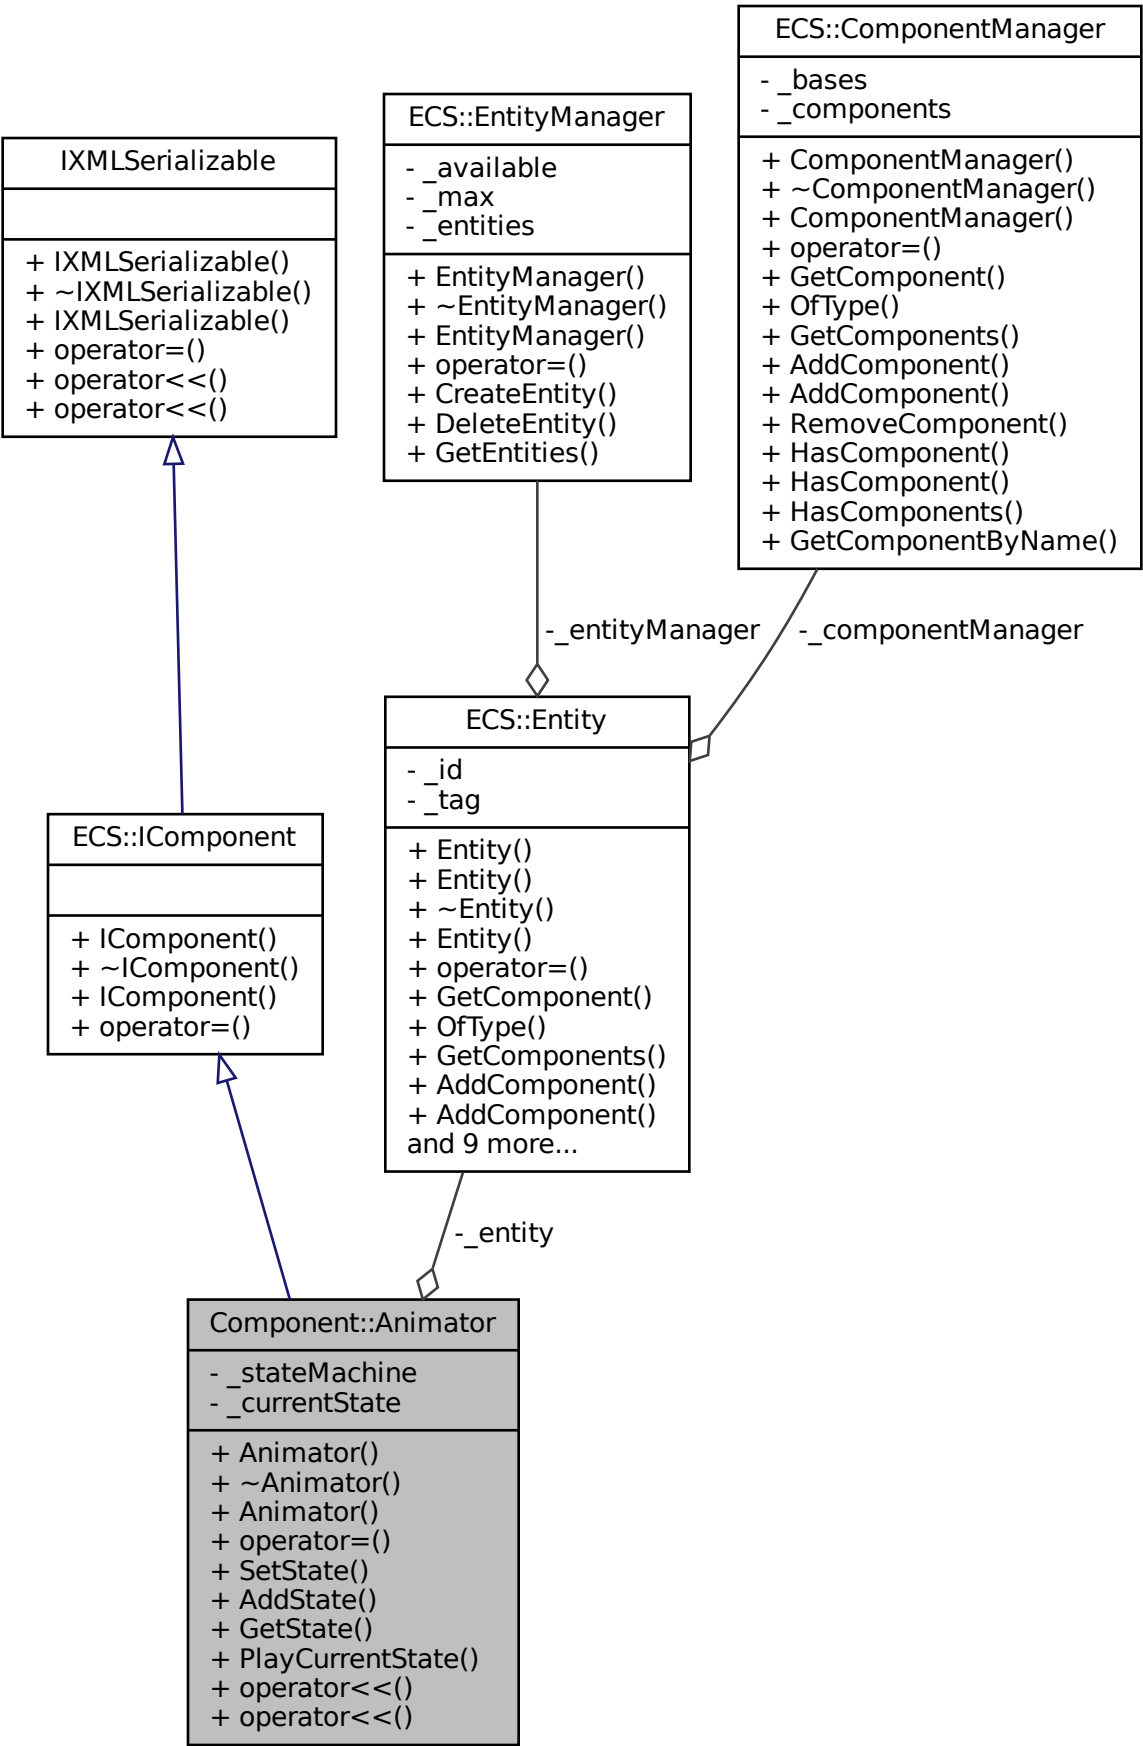 ECS::ComponentManager
- _bases
- _components
+ ComponentManager()
+ ~ComponentManager()
+ ComponentManager()
+ operator=()
+ GetComponent()
+ OfType()
+ GetComponents()
+ AddComponent()
+ AddComponent()
+ RemoveComponent()
+ HasComponent()
+ HasComponent()
+ HasComponents()
+ GetComponentByName()
ECS::EntityManager
- _available
- _max
- _entities
+ EntityManager()
+ ~EntityManager()
+ EntityManager()
+ operator=()
+ CreateEntity()
+ DeleteEntity()
+ GetEntities()
IXMLSerializable
+ IXMLSerializable()
+ ~IXMLSerializable()
+ IXMLSerializable()
+ operator=()
+ operator<<()
+ operator<<()
-_entityManager
-_componentManager
ECS::Entity
- _id
- _tag
+ Entity()
+ Entity()
+ ~Entity()
+ Entity()
+ operator=()
+ GetComponent()
+ OfType()
+ GetComponents()
+ AddComponent()
+ AddComponent()
and 9 more...
ECS::IComponent
+ IComponent()
+ ~IComponent()
+ IComponent()
+ operator=()
-_entity
Component::Animator
- _stateMachine
- _currentState
+ Animator()
+ ~Animator()
+ Animator()
+ operator=()
+ SetState()
+ AddState()
+ GetState()
+ PlayCurrentState()
+ operator<<()
+ operator<<()